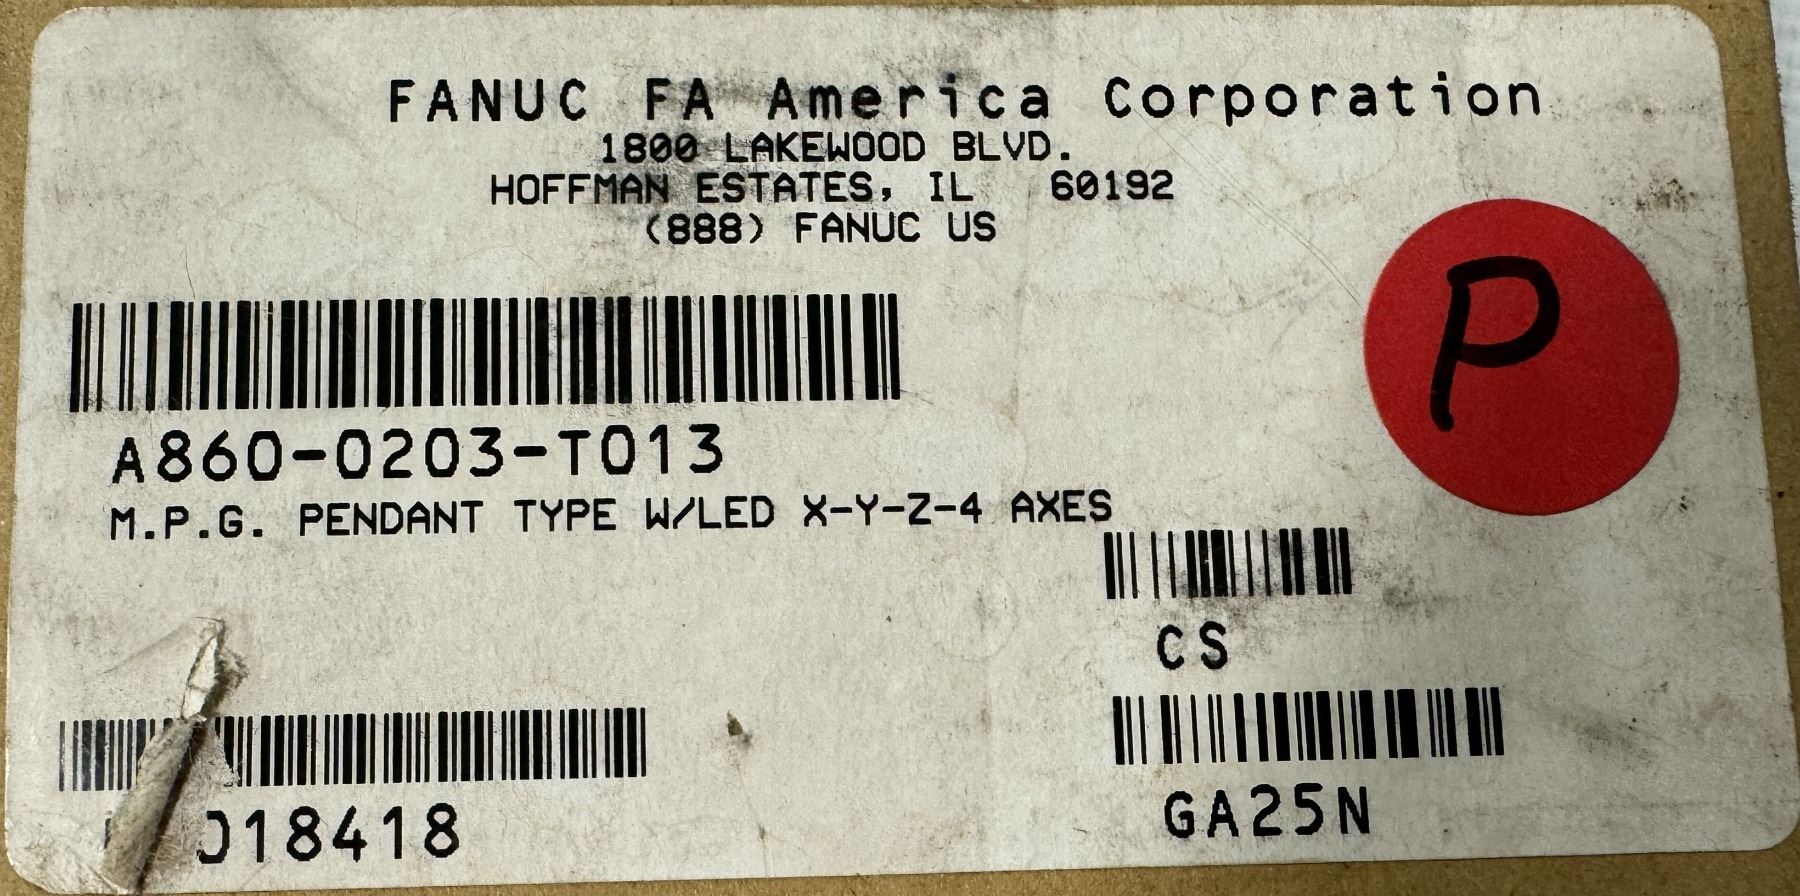 FANUC FA America Corporation
1800 LAKEWOOD BLVD.
HOFFMAN ESTATES, IL 60192
(888) FANUC US
P
A860-0203-T013
M.P.G. PENDANT TYPE W/LED X-Y-Z-4 AXES
CS
GA25N